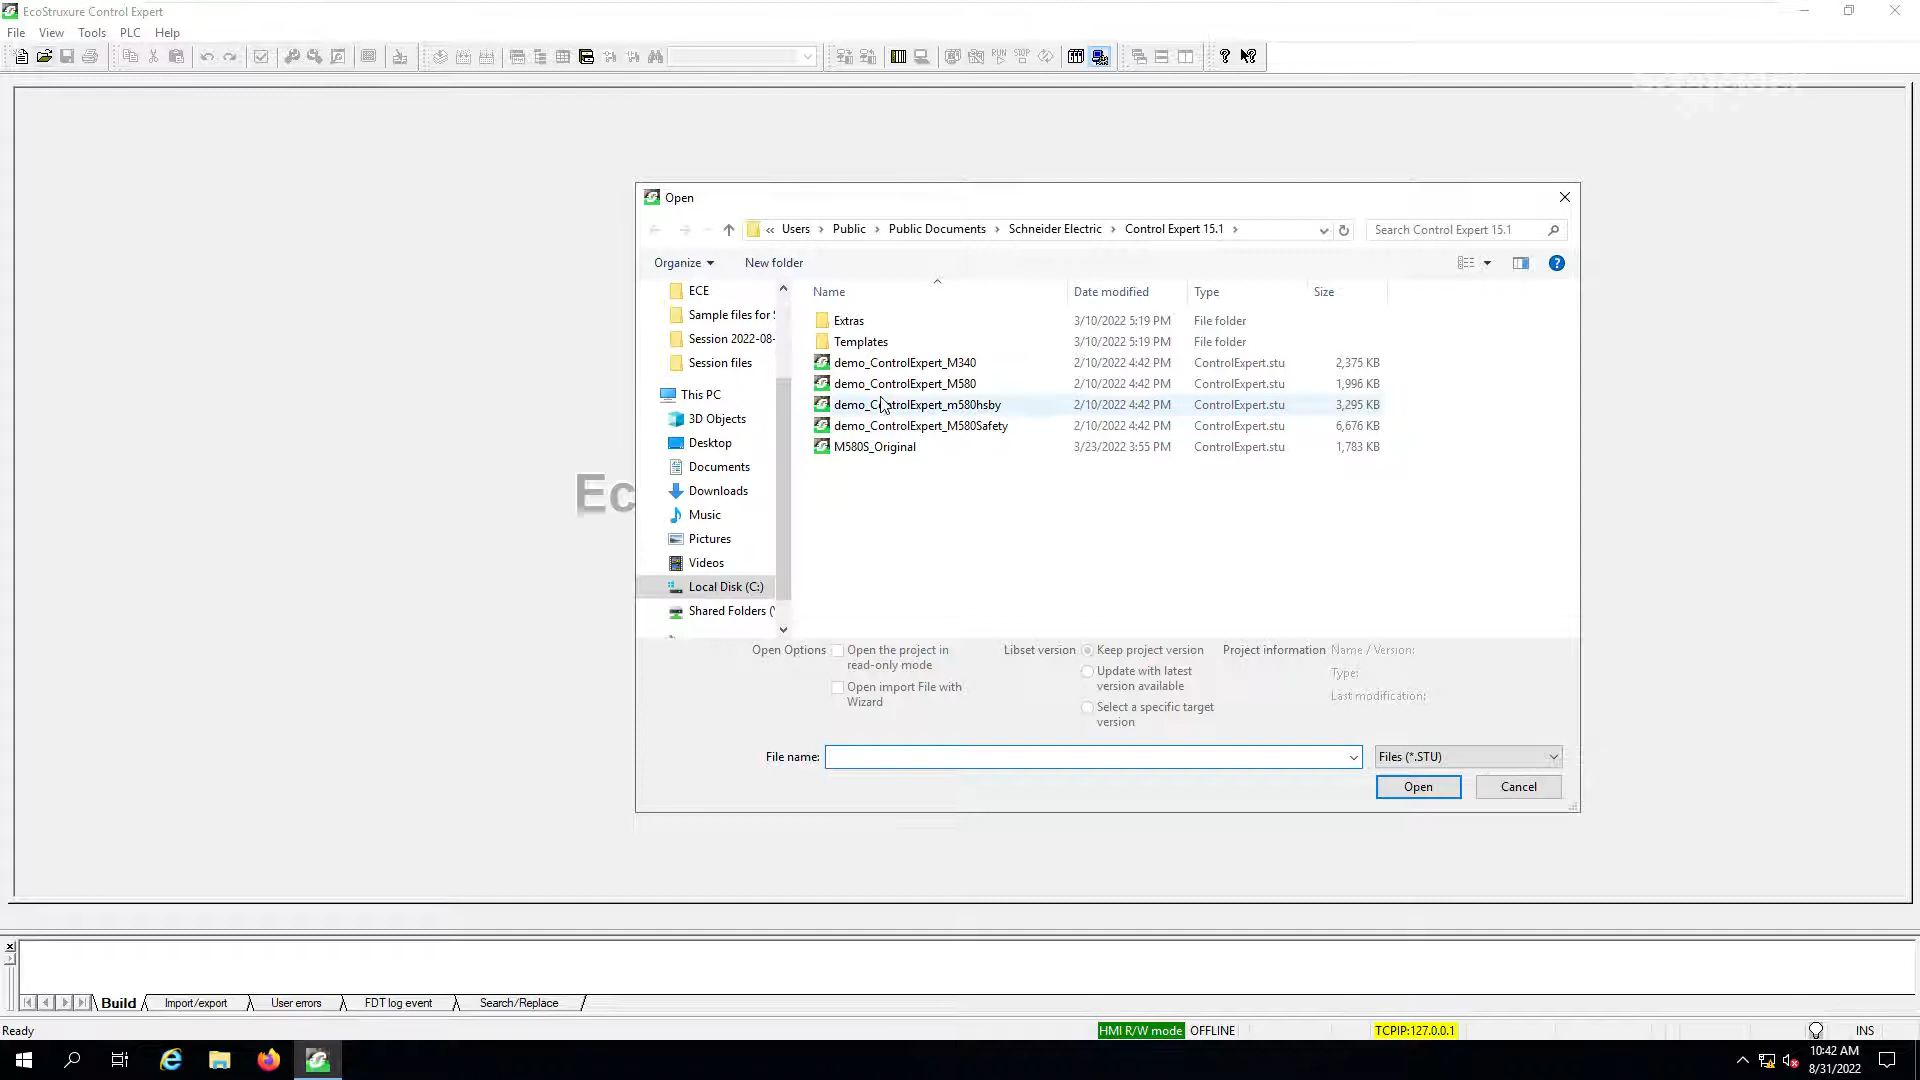 EcoStruxure Control Expert
File View Tools PLC Help
Open
« Users › Public › Public Documents › Schneider Electric › Control Expert 15.1 ›
Search Control Expert 15.1
Organize New folder
Name Date modified Type Size
ECE
Sample files for S
Session 2022-08-
Session files
This PC
3D Objects
Desktop
Documents
Downloads
Music
Pictures
Videos
Local Disk (C:)
Shared Folders (\
Extras 3/10/2022 5:19 PM File folder
Templates 3/10/2022 5:19 PM File folder
demo_ControlExpert_M340 2/10/2022 4:42 PM ControlExpert.stu 2,375 KB
demo_ControlExpert_M580 2/10/2022 4:42 PM ControlExpert.stu 1,996 KB
demo_ControlExpert_m580hsby 2/10/2022 4:42 PM ControlExpert.stu 3,295 KB
demo_ControlExpert_M580Safety 2/10/2022 4:42 PM ControlExpert.stu 6,676 KB
M580S_Original 3/23/2022 3:55 PM ControlExpert.stu 1,783 KB
Ec
Open Options
Open the project in
read-only mode
Open import File with
Wizard
Libset version
Keep project version
Update with latest
version available
Select a specific target
version
Project information
Name / Version:
Type:
Last modification:
File name:
Files (*.STU)
Open Cancel
Build Import/export User errors FDT log event Search/Replace
Ready HMI R/W mode OFFLINE TCPIP:127.0.0.1 INS
10:42 AM
8/31/2022